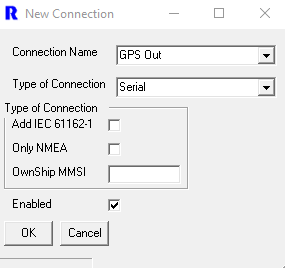 R New Connection
Connection Name GPS Out
Type of Connection Serial
Type of Connection
Add IEC 61162-1
Only NMEA
OwnShip MMSI
Enabled
OK Cancel